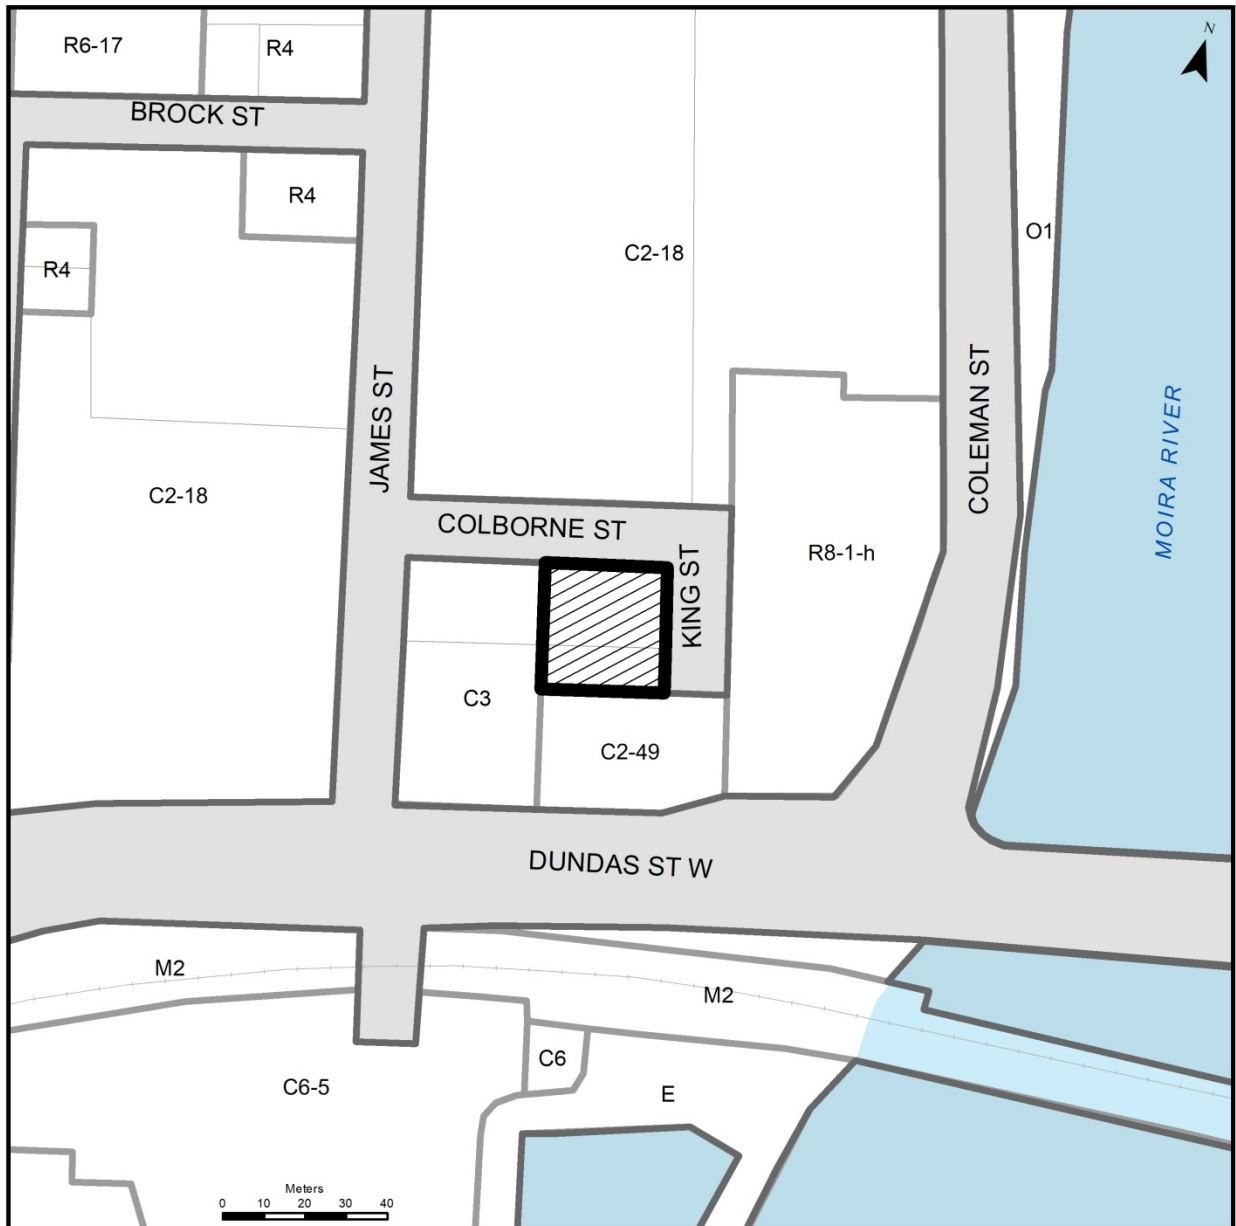 N
R6-17
R4
BROCK ST
R4
R4
C2-18
O1
JAMES ST
COLEMAN ST
MOIRA RIVER
C2-18
COLBORNE ST
KING ST
R8-1-h
C3
C2-49
DUNDAS ST W
M2
M2
C6
C6-5
E
Meters
0 10 20 30 40